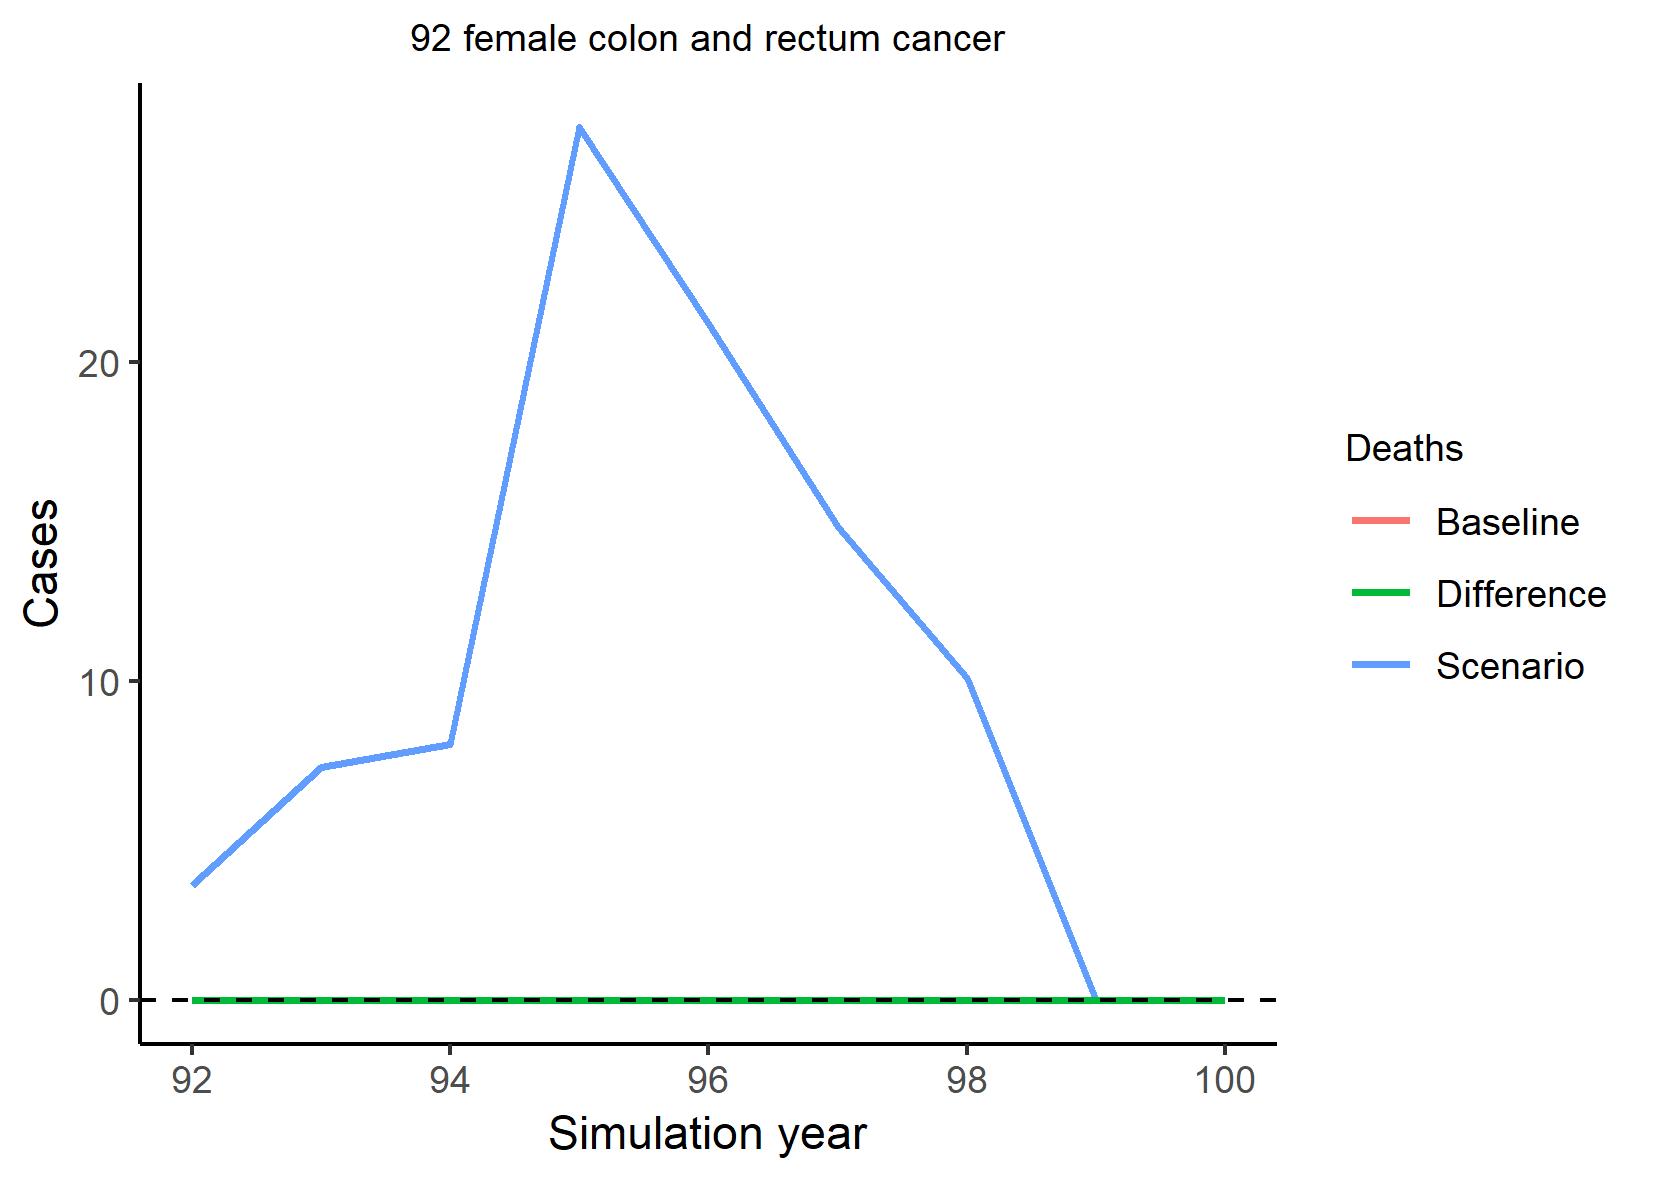 92 female colon and rectum cancer
Cases
20
10
0
92 94 96 98 100
Simulation year
Deaths
Baseline
Difference
Scenario